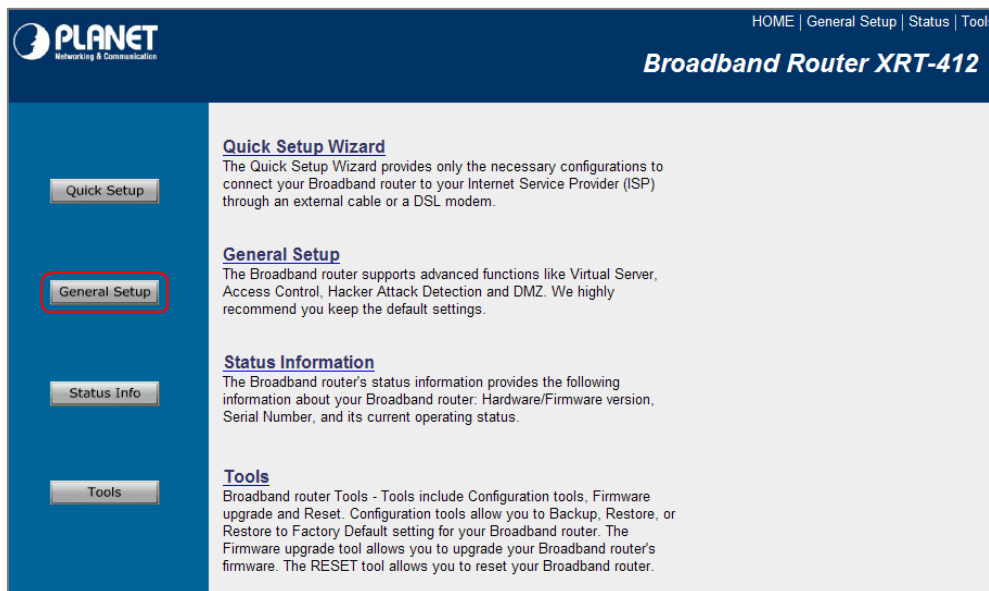 PLANET
Networking & Communication
HOME | General Setup | Status | Tools
Broadband Router XRT-412
Quick Setup
General Setup
Status Info
Tools
Quick Setup Wizard
The Quick Setup Wizard provides only the necessary configurations to
connect your Broadband router to your Internet Service Provider (ISP)
through an external cable or a DSL modem.
General Setup
The Broadband router supports advanced functions like Virtual Server,
Access Control, Hacker Attack Detection and DMZ. We highly
recommend you keep the default settings.
Status Information
The Broadband router's status information provides the following
information about your Broadband router: Hardware/Firmware version,
Serial Number, and its current operating status.
Tools
Broadband router Tools - Tools include Configuration tools, Firmware
upgrade and Reset. Configuration tools allow you to Backup, Restore, or
Restore to Factory Default setting for your Broadband router. The
Firmware upgrade tool allows you to upgrade your Broadband router's
firmware. The RESET tool allows you to reset your Broadband router.